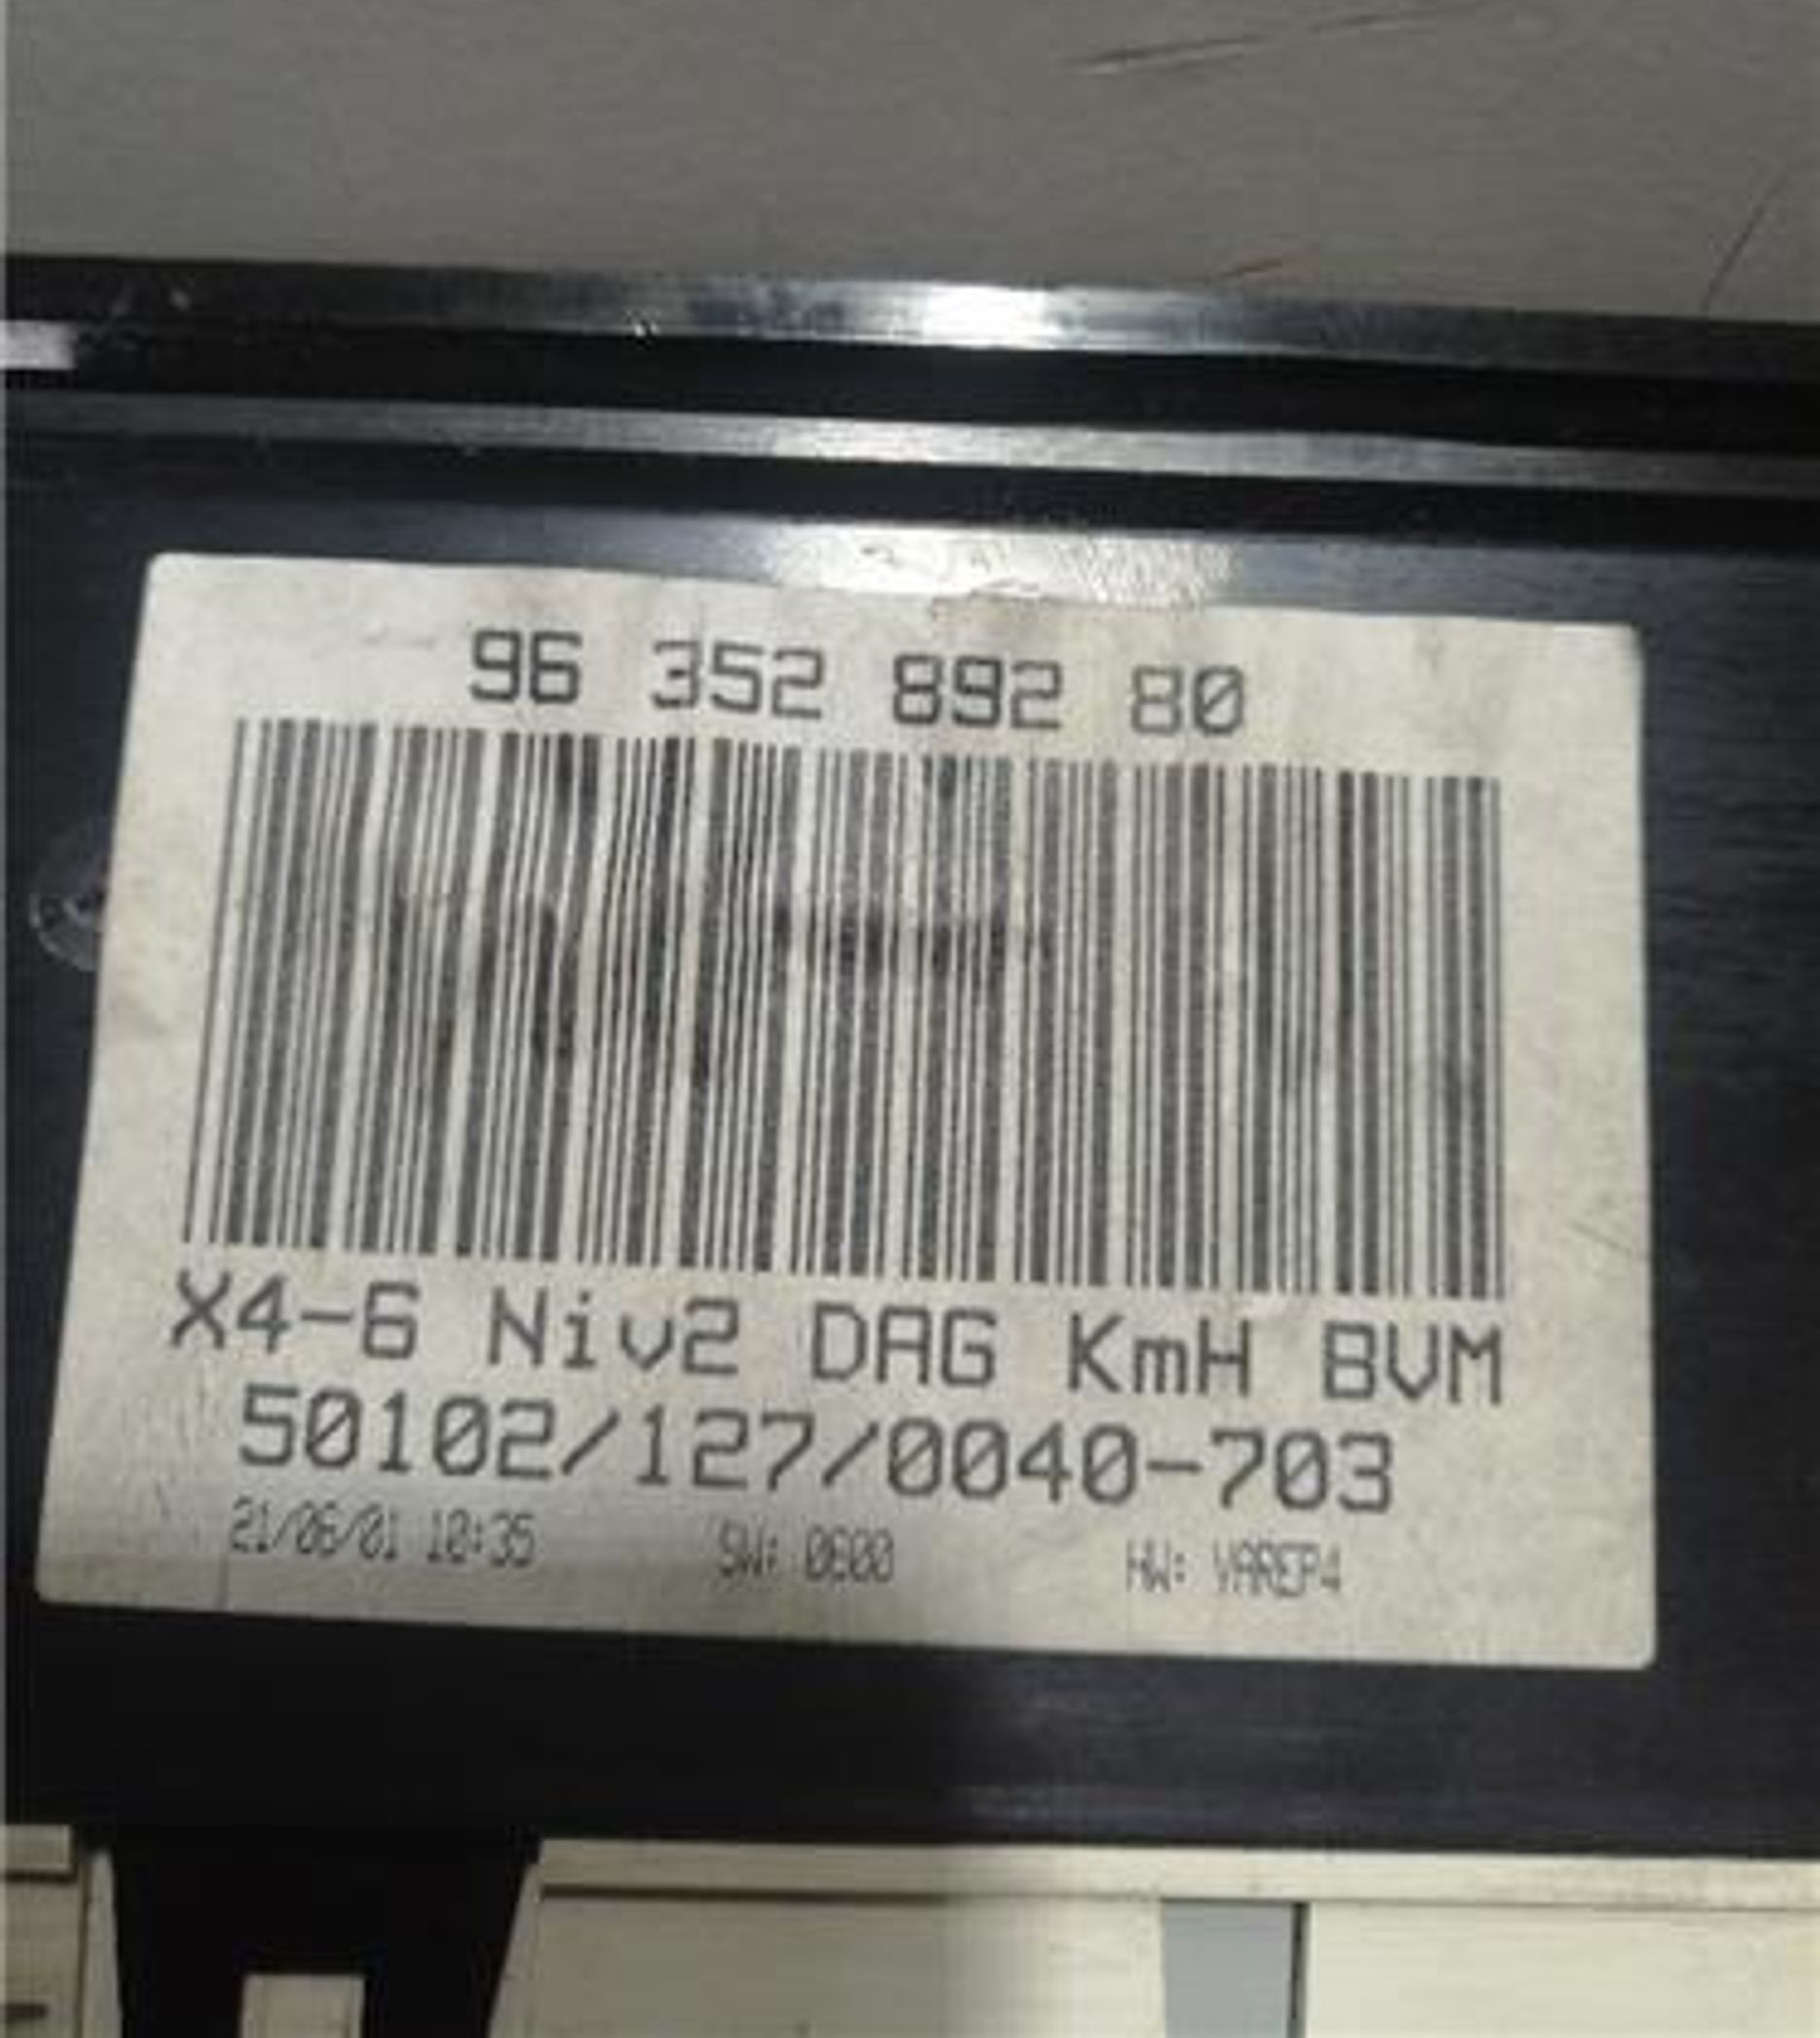 96 352 892 80
X4-6 Niv2 DAG KmH BVM
50102/127/0040-703
21/06/01 10:35 SW: 0600 HW: VAREP4